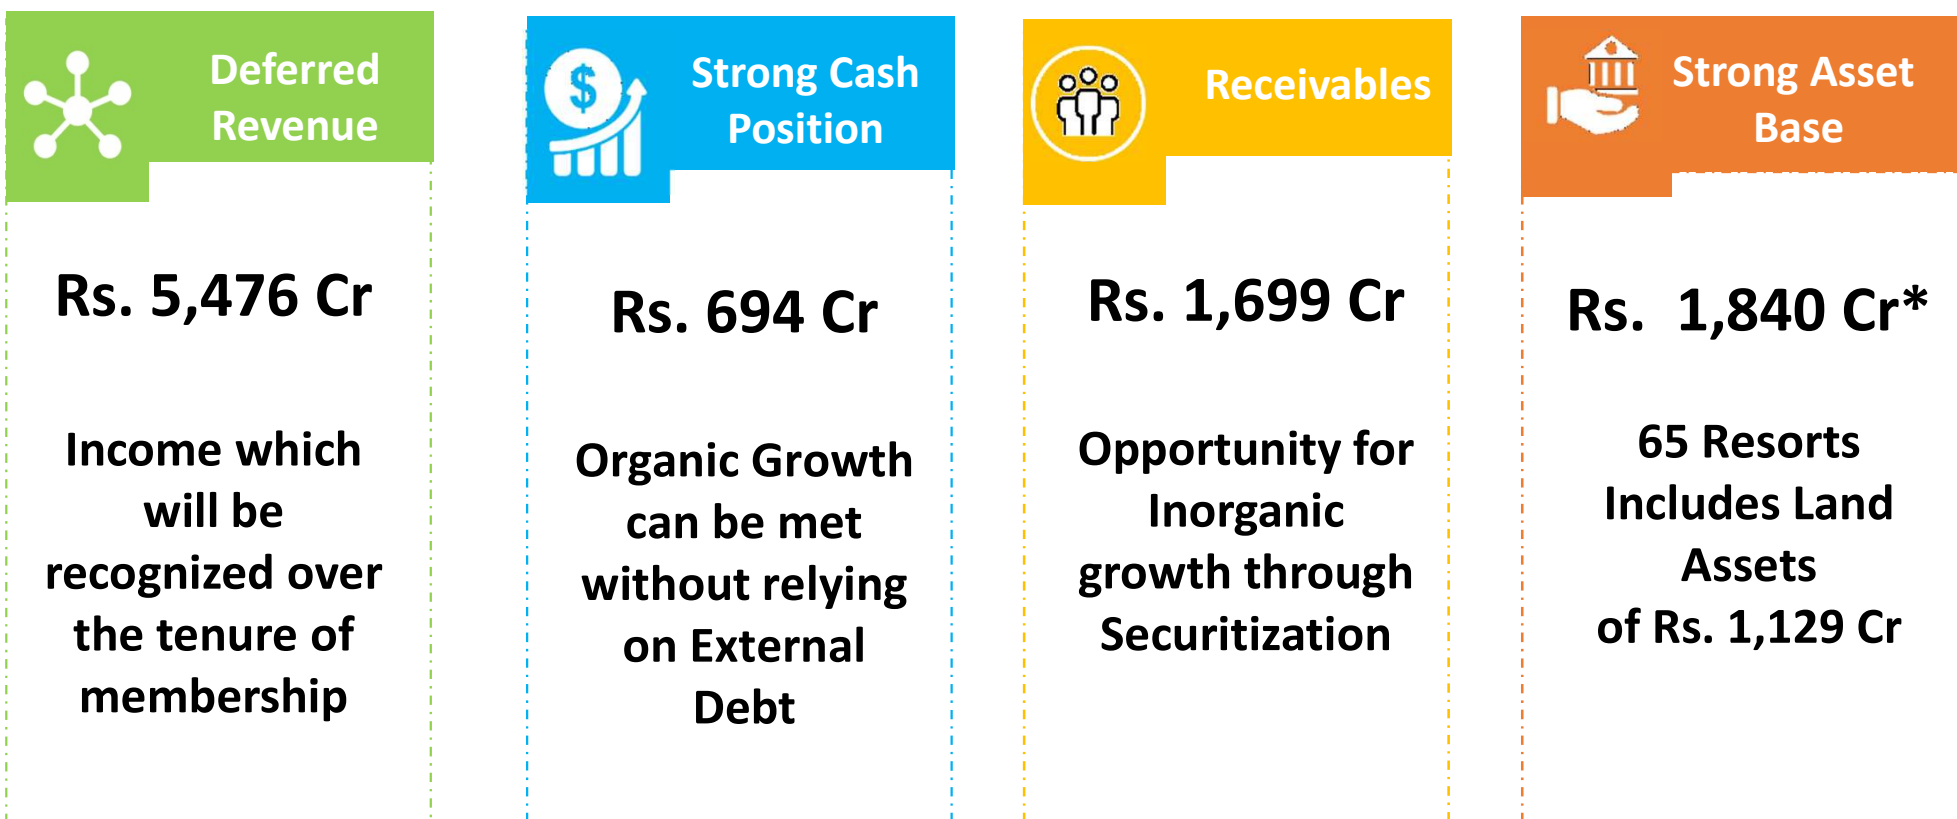 Deferred
Revenue
Rs. 5,476 Cr
Income which
will be
recognized over
the tenure of
membership
Strong Cash
Position
$
Rs. 694 Cr
Organic Growth
can be met
without relying
on External
Debt
Receivables
Rs. 1,699 Cr
Opportunity for
Inorganic
growth through
Securitization
Strong Asset
Base
Rs. 1,840 Cr*
65 Resorts
Includes Land
Assets
of Rs. 1,129 Cr